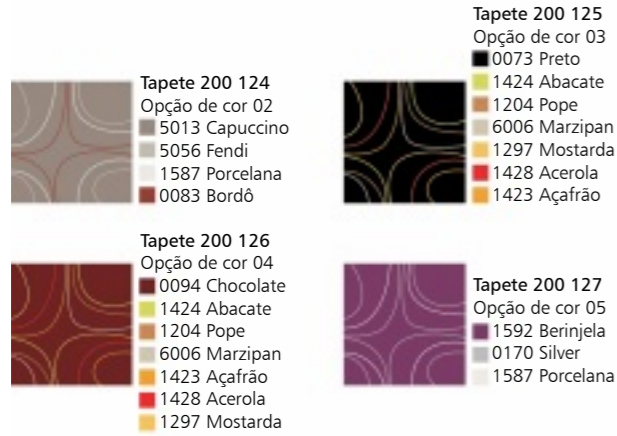 Tapete 200 124
Opção de cor 02
5013 Capuccino
5056 Fendi
1587 Porcelana
0083 Bordô
Tapete 200 125
Opção de cor 03
0073 Preto
1424 Abacate
1204 Pope
6006 Marzipan
1297 Mostarda
1428 Acerola
1423 Açafrão
Tapete 200 126
Opção de cor 04
0094 Chocolate
1424 Abacate
1204 Pope
6006 Marzipan
1423 Açafrão
1428 Acerola
1297 Mostarda
Tapete 200 127
Opção de cor 05
1592 Berinjela
0170 Silver
1587 Porcelana